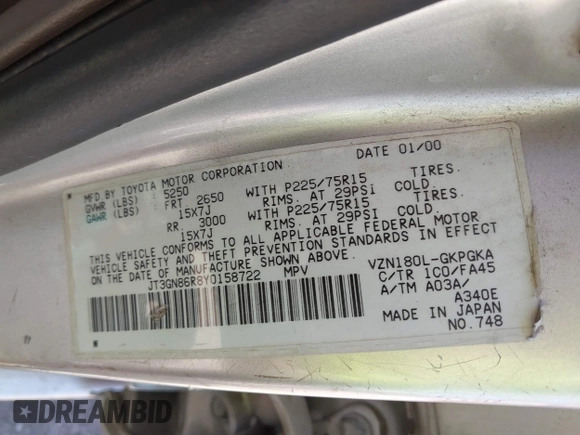 MFD.BY TOYOTA MOTOR CORPORATION DATE 01/00
GVWR (LBS) : 5250
GAWR (LBS) : FRT 2650 WITH P225/75R15 TIRES.
15X7J RIMS. AT 29PSI COLD.
RR. 3000 WITH P225/75R15 TIRES.
15X7J RIMS. AT 29PSI COLD.
THIS VEHICLE CONFORMS TO ALL APPLICABLE FEDERAL MOTOR
VEHICLE SAFETY AND THEFT PREVENTION STANDARDS IN EFFECT
ON THE DATE OF MANUFACTURE SHOWN ABOVE.
JT3GN86R8Y0158722 MPV
VZN180L-GKPGKA
C/TR 1C0/FA45
A/TM A03A/
A340E
MADE IN JAPAN
NO.748
DREAMBID